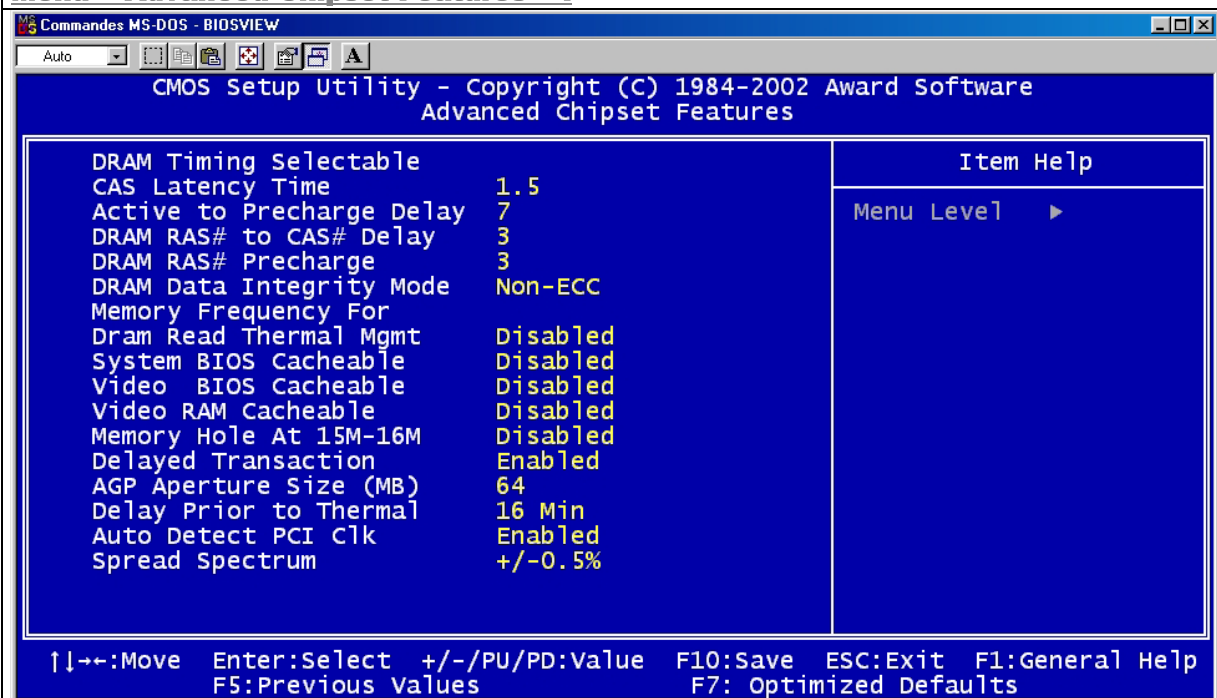 Menu " Advanced Chipset Features " :
Commandes MS-DOS - BIOSVIEW
Auto
A
CMOS Setup Utility - Copyright (C) 1984-2002 Award Software
Advanced Chipset Features
DRAM Timing Selectable
CAS Latency Time 1.5
Active to Precharge Delay 7
DRAM RAS# to CAS# Delay 3
DRAM RAS# Precharge 3
DRAM Data Integrity Mode Non-ECC
Memory Frequency For
Dram Read Thermal Mgmt Disabled
System BIOS Cacheable Disabled
Video BIOS Cacheable Disabled
Video RAM Cacheable Disabled
Memory Hole At 15M-16M Disabled
Delayed Transaction Enabled
AGP Aperture Size (MB) 64
Delay Prior to Thermal 16 Min
Auto Detect PCI Clk Enabled
Spread Spectrum +/-0.5%
Item Help
Menu Level ►
↑↓→←:Move Enter:Select +/-/PU/PD:Value F10:Save ESC:Exit F1:General Help
F5:Previous Values F7: Optimized Defaults